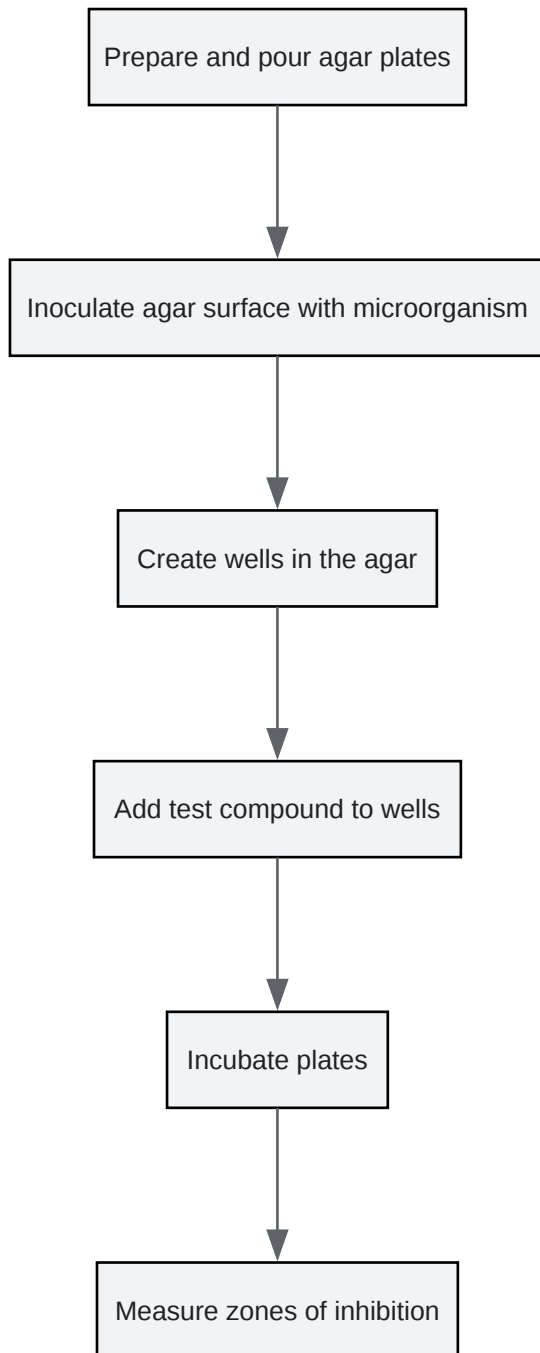 Prepare and pour agar plates
Inoculate agar surface with microorganism
Create wells in the agar
Add test compound to wells
Incubate plates
Measure zones of inhibition